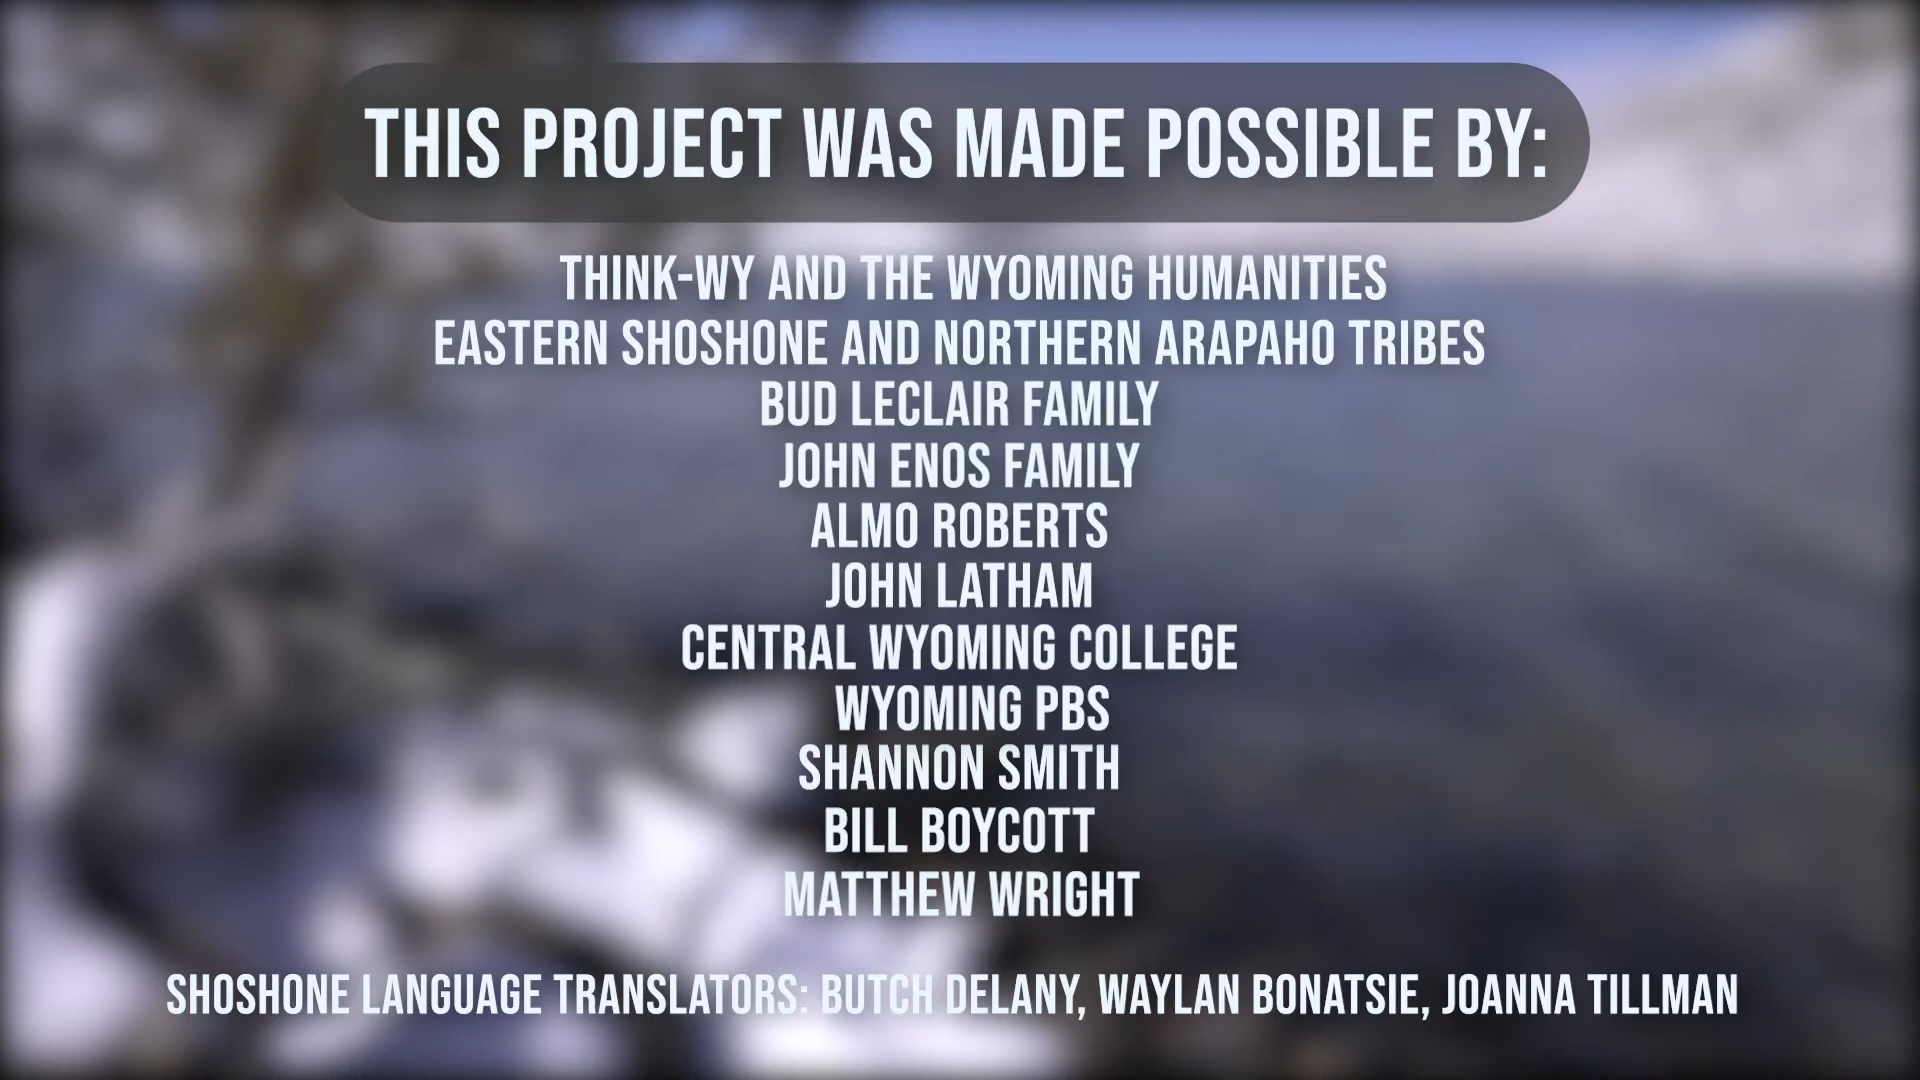 THIS PROJECT WAS MADE POSSIBLE BY:
THINK-WY AND THE WYOMING HUMANITIES
EASTERN SHOSHONE AND NORTHERN ARAPAHO TRIBES
BUD LECLAIR FAMILY
JOHN ENOS FAMILY
ALMO ROBERTS
JOHN LATHAM
CENTRAL WYOMING COLLEGE
WYOMING PBS
SHANNON SMITH
BILL BOYCOTT
MATTHEW WRIGHT
SHOSHONE LANGUAGE TRANSLATORS: BUTCH DELANY, WAYLAN BONATSIE, JOANNA TILLMAN